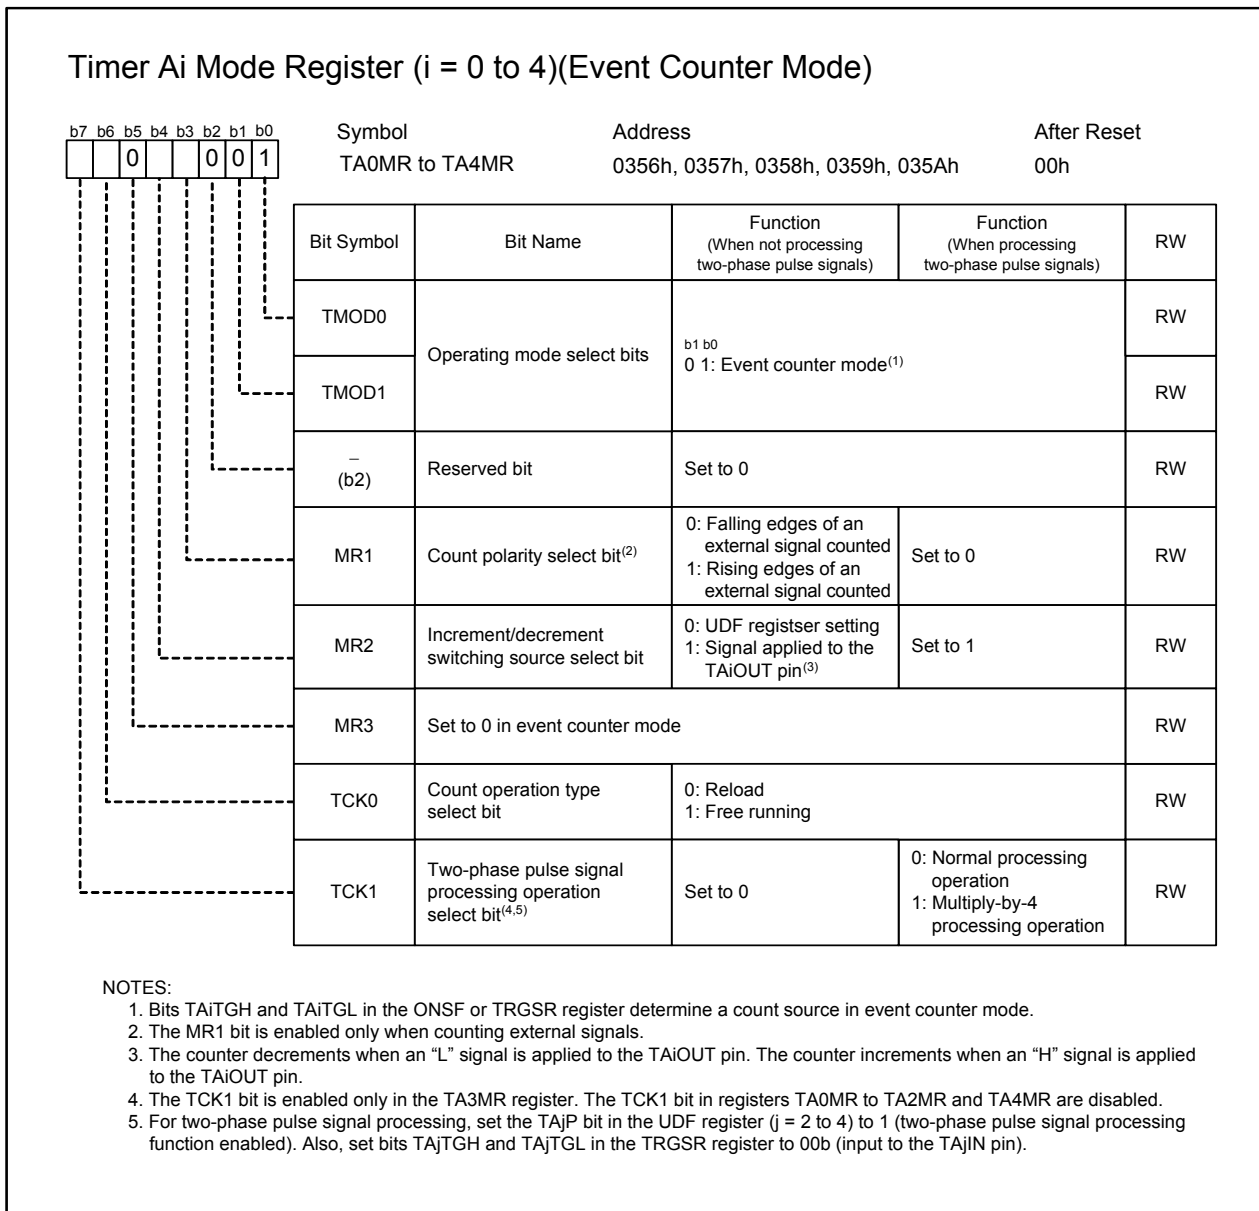 Timer Ai Mode Register (i = 0 to 4)(Event Counter Mode)
b7 b6 b5 b4 b3 b2 b1 b0
0 0 0 1
Symbol Address After Reset
TA0MR to TA4MR 0356h, 0357h, 0358h, 0359h, 035Ah 00h
Bit Symbol
Bit Name
Function
(When not processing
two-phase pulse signals)
Function
(When processing
two-phase pulse signals)
RW
TMOD0
Operating mode select bits
b1 b0
0 1: Event counter mode(1)
RW
TMOD1
RW
–
(b2)
Reserved bit
Set to 0
RW
MR1
Count polarity select bit(2)
0: Falling edges of an
external signal counted
1: Rising edges of an
external signal counted
Set to 0
RW
MR2
Increment/decrement
switching source select bit
0: UDF registser setting
1: Signal applied to the
TAiOUT pin(3)
Set to 1
RW
MR3
Set to 0 in event counter mode
RW
TCK0
Count operation type
select bit
0: Reload
1: Free running
RW
TCK1
Two-phase pulse signal
processing operation
select bit(4,5)
Set to 0
0: Normal processing
operation
1: Multiply-by-4
processing operation
RW
NOTES:
1. Bits TAiTGH and TAiTGL in the ONSF or TRGSR register determine a count source in event counter mode.
2. The MR1 bit is enabled only when counting external signals.
3. The counter decrements when an “L” signal is applied to the TAiOUT pin. The counter increments when an “H” signal is applied
to the TAiOUT pin.
4. The TCK1 bit is enabled only in the TA3MR register. The TCK1 bit in registers TA0MR to TA2MR and TA4MR are disabled.
5. For two-phase pulse signal processing, set the TAjP bit in the UDF register (j = 2 to 4) to 1 (two-phase pulse signal processing
function enabled). Also, set bits TAjTGH and TAjTGL in the TRGSR register to 00b (input to the TAjIN pin).